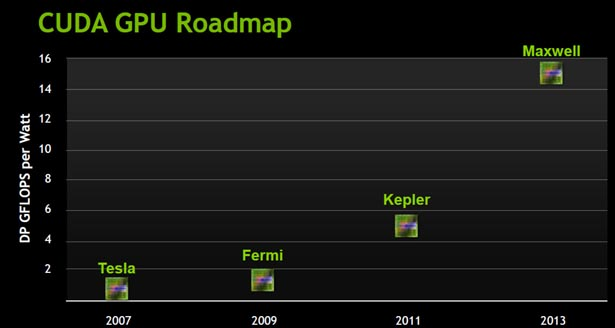 CUDA GPU Roadmap
Maxwell
16
14
12
10
8
6
4
2
DP GFLOPS per Watt
Kepler
Fermi
Tesla
2007
2009
2011
2013